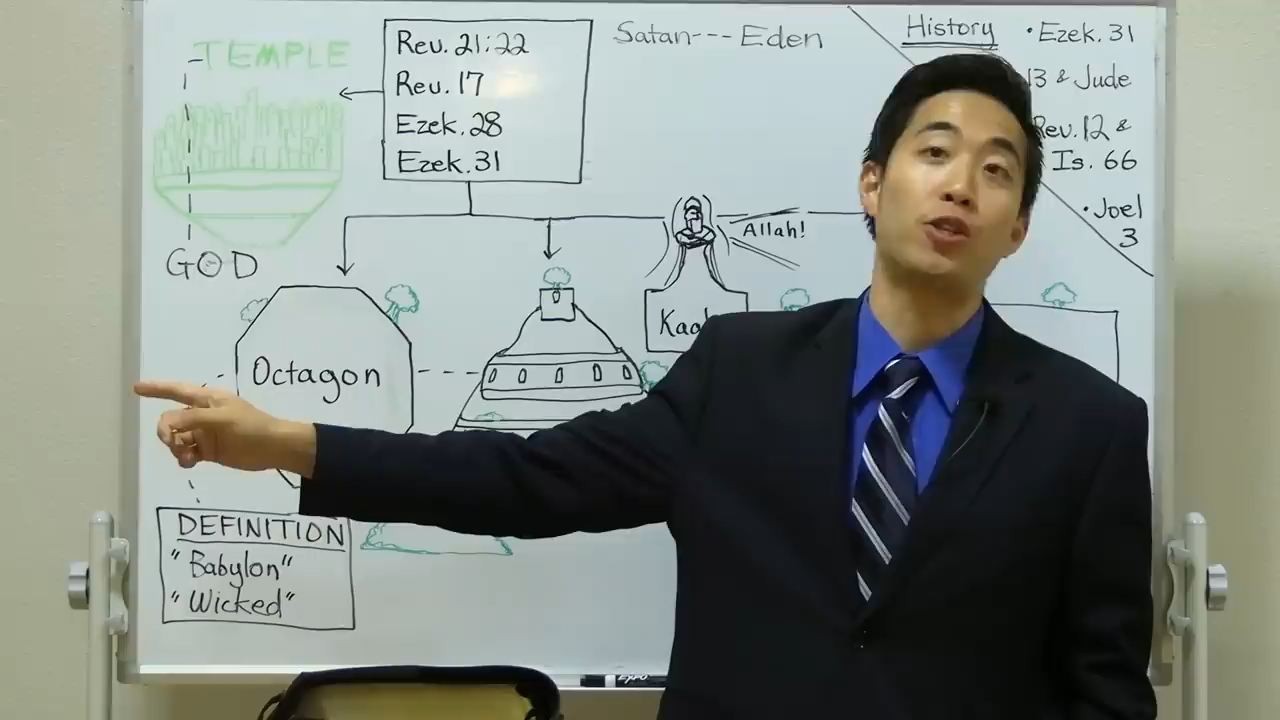 TEMPLE
GOD
Rev. 21:22
Rev. 17
Ezek. 28
Ezek. 31
Satan--- Eden
History
• Ezek. 31
13 & Jude
Rev. 12 &
Is. 66
• Joel
3
Allah!
Octagon
DEFINITION
"Babylon"
"Wicked"
EXPO